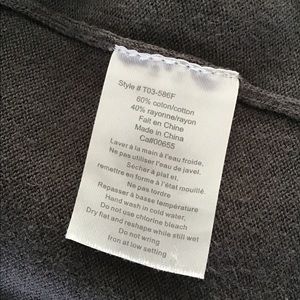 Style # T03-586F
60% coton/cotton
40% rayonne/rayon
Fait en Chine
Made in China
Ca#00655
Laver à la main à l'eau froide,
Ne pas utiliser l'eau de javel.
Sécher à plat et,
remettre en forme à l'état mouillé.
Ne pas tordre
Repasser à basse température
Hand wash in cold water,
Do not use chlorine bleach
Dry flat and reshape while still wet
Do not wring
Iron at low setting